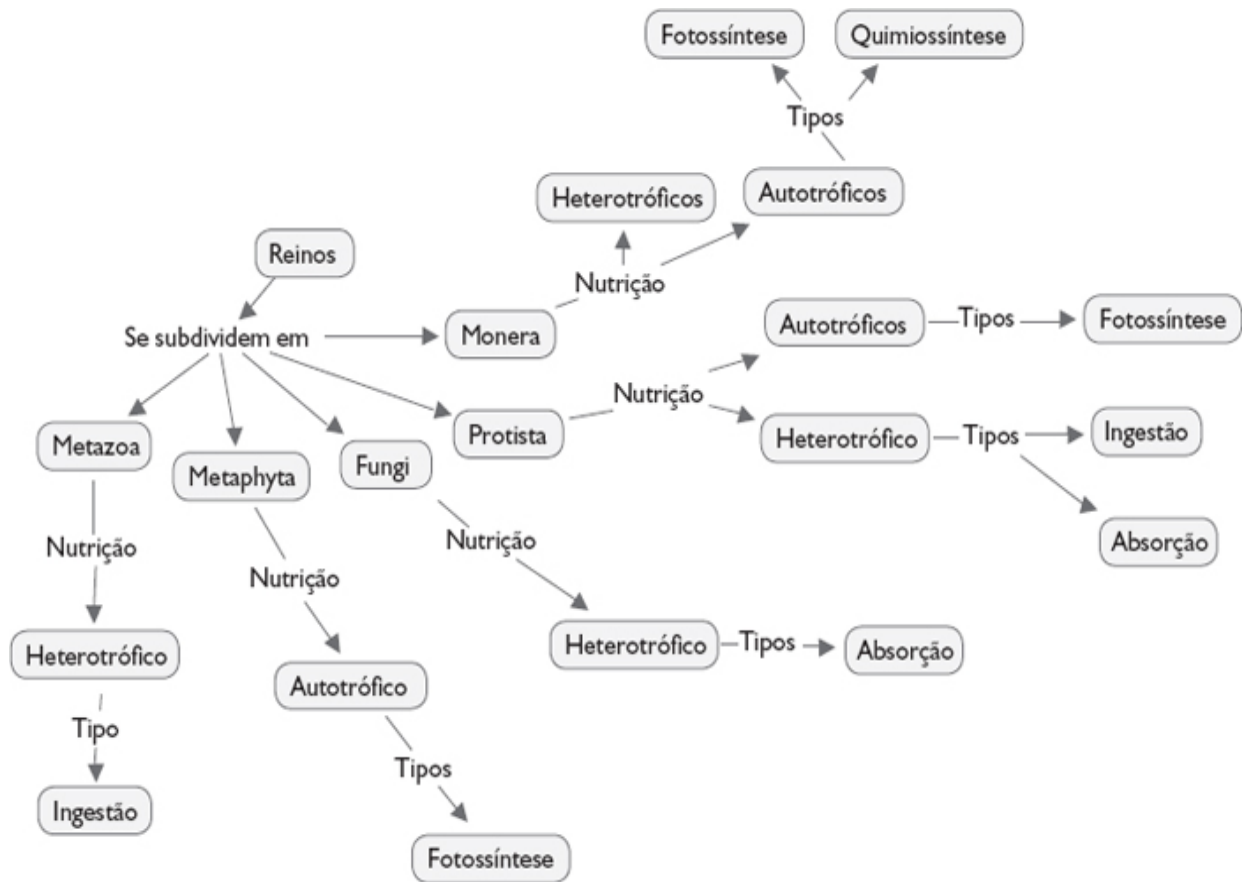 Fotossíntese
Quimiossíntese
Tipos
Heterotróficos
Autotróficos
Reinos
Nutrição
Se subdividem em
Monera
Autotróficos
Tipos
Fotossíntese
Nutrição
Metazoa
Metaphyta
Fungi
Protista
Heterotrófico
Tipos
Ingestão
Absorção
Nutrição
Nutrição
Nutrição
Heterotrófico
Autotrófico
Heterotrófico
Tipos
Absorção
Tipo
Tipos
Ingestão
Fotossíntese